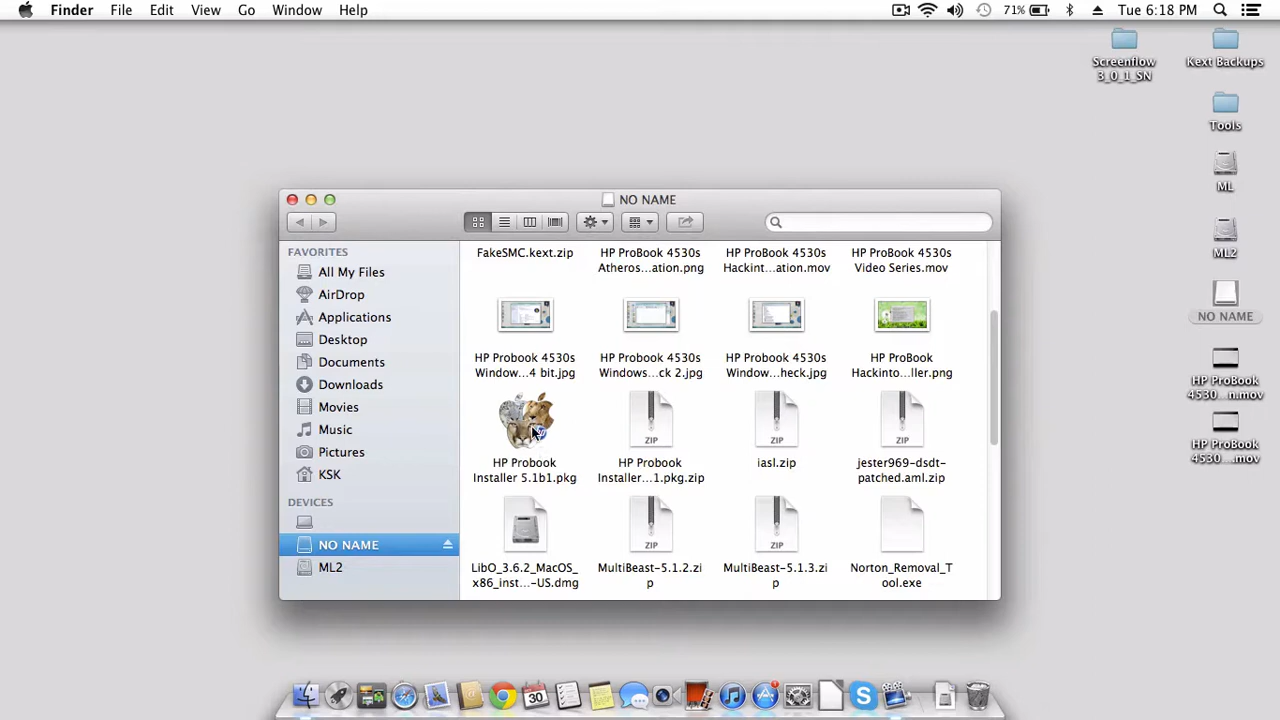 Finder File Edit View Go Window Help 71% Tue 6:18 PM
Screenflow
3_0_1_SN
Kext Backups
Tools
ML
ML2
NO NAME
HP ProBook
4530...n.mov
HP ProBook
4530....mov
NO NAME
FAVORITES
All My Files
AirDrop
Applications
Desktop
Documents
Downloads
Movies
Music
Pictures
KSK
DEVICES
NO NAME
ML2
FakeSMC.kext.zip
HP ProBook 4530s
Atheros...ation.png
HP ProBook 4530s
Hackint...ation.mov
HP ProBook 4530s
Video Series.mov
HP Probook 4530s
Window...4 bit.jpg
HP Probook 4530s
Windows...ck 2.jpg
HP Probook 4530s
Window...heck.jpg
HP ProBook
Hackinto...ller.png
HP Probook
Installer 5.1b1.pkg
ZIP
HP Probook
Installer...1.pkg.zip
ZIP
iasl.zip
ZIP
jester969-dsdt-
patched.aml.zip
LibO_3.6.2_MacOS_
x86_inst...-US.dmg
ZIP
MultiBeast-5.1.2.zi
p
ZIP
MultiBeast-5.1.3.zi
p
Norton_Removal_T
ool.exe
30